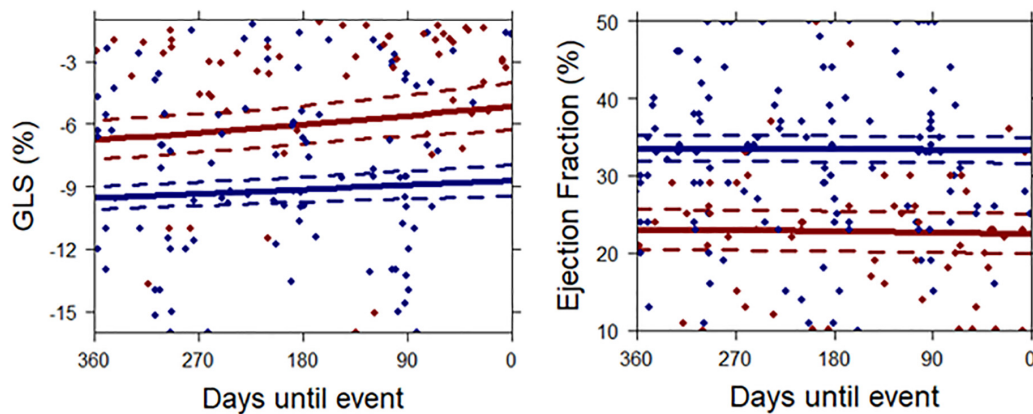 GLS (%)
-3
-6
-9
-12
-15
360 270 180 90 0
Days until event
Ejection Fraction (%)
50
40
30
20
10
360 270 180 90 0
Days until event